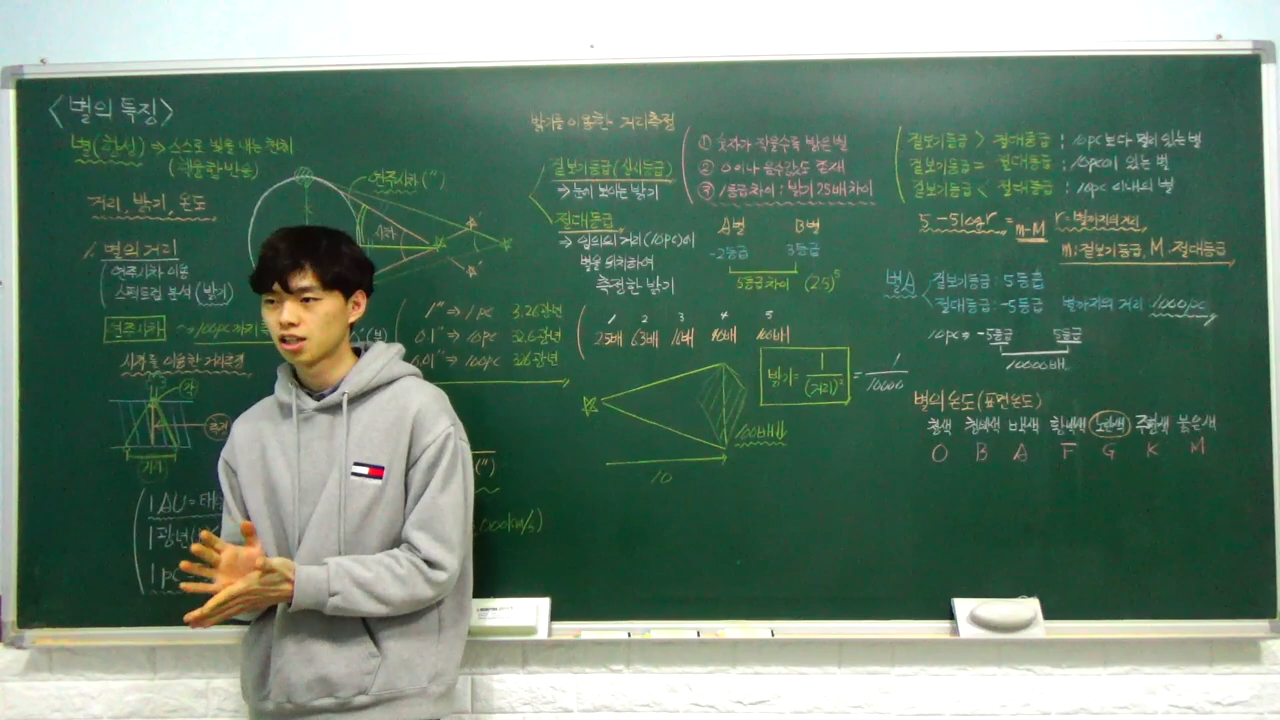 <별의 특징>
별(항성) ⇒ 스스로 빛을 내는 천체
(핵융합 반응)
거리, 밝기, 온도
1. 별의 거리
연주시차 이용
스펙트럼 분석 (밝기)
연주시차 → 100pc까지
시차를 이용한 거리측정
거리
1AU = 태양
1광년(
1pc =
연주시차(")
시차
1" ⇒ 1pc 3.26광년
0.1" ⇒ 10pc 32.6광년
0.01" ⇒ 100pc 326광년
(")
000km/s)
밝기를 이용한 거리측정
겉보기등급(실시등급)
→ 눈에 보이는 밝기
절대등급
→ 임의의 거리(10pc)에
별을 위치하여
측정한 밝기
① 숫자가 작을수록 밝은 별
② 0이나 음수값도 존재
③ 1등급차이 : 밝기 2.5배 차이
A별 B별
-2등급 3등급
5등급차이 (2.5)⁵
1 2 3 4 5
2.5배 6.3배 16배 40배 100배
밝기 = 1/(거리)² = 1/10000
100배↓
10
겉보기등급 > 절대등급 : 10pc보다 멀리 있는 별
겉보기등급 = 절대등급 : 10pc에 있는 별
겉보기등급 < 절대등급 : 10pc 이내의 별
5-5logr = m-M r = 별까지의 거리
m: 겉보기등급, M 절대등급
별A 겉보기등급: 5등급
절대등급: -5등급 별까지의 거리 1000pc
10pc ⇒ -5등급 5등급
10000배
별의 온도(표면온도)
청색 청백색 백색 황백색 노란색 주황색 붉은색
O B A F G K M